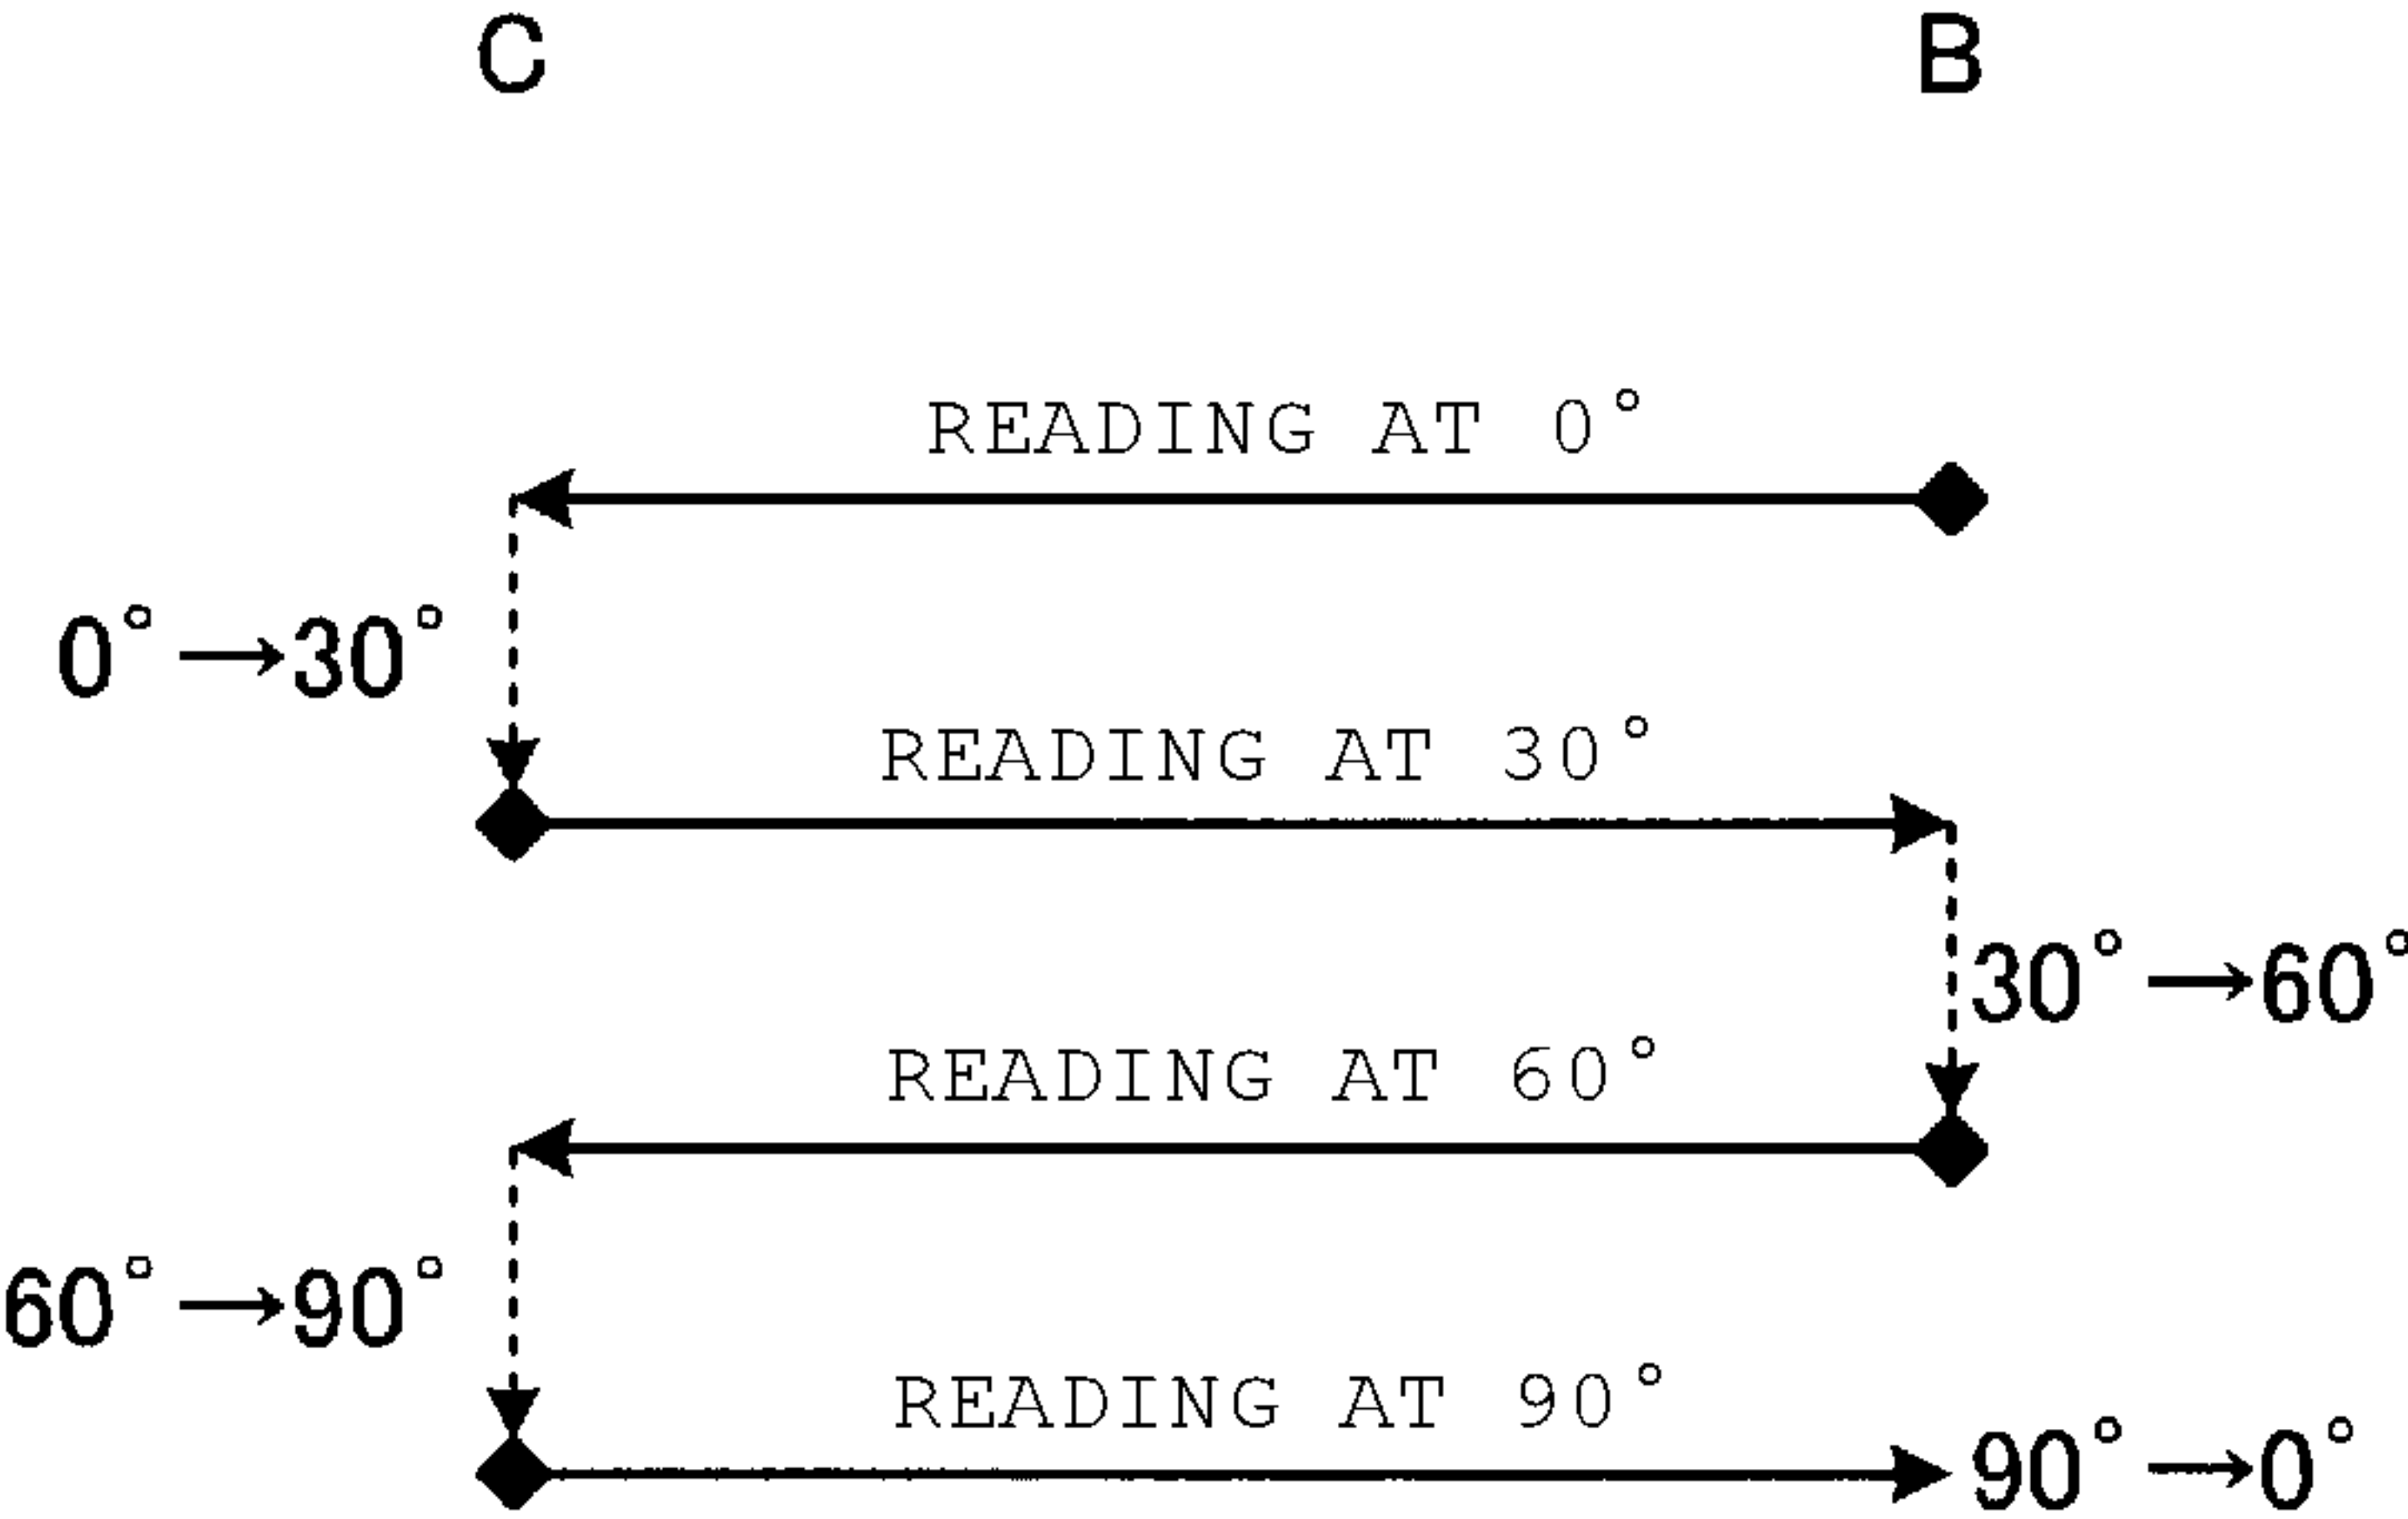 C B
READING AT 0°
0°→30°
READING AT 30°
30°→60°
READING AT 60°
60°→90°
READING AT 90°
90°→0°